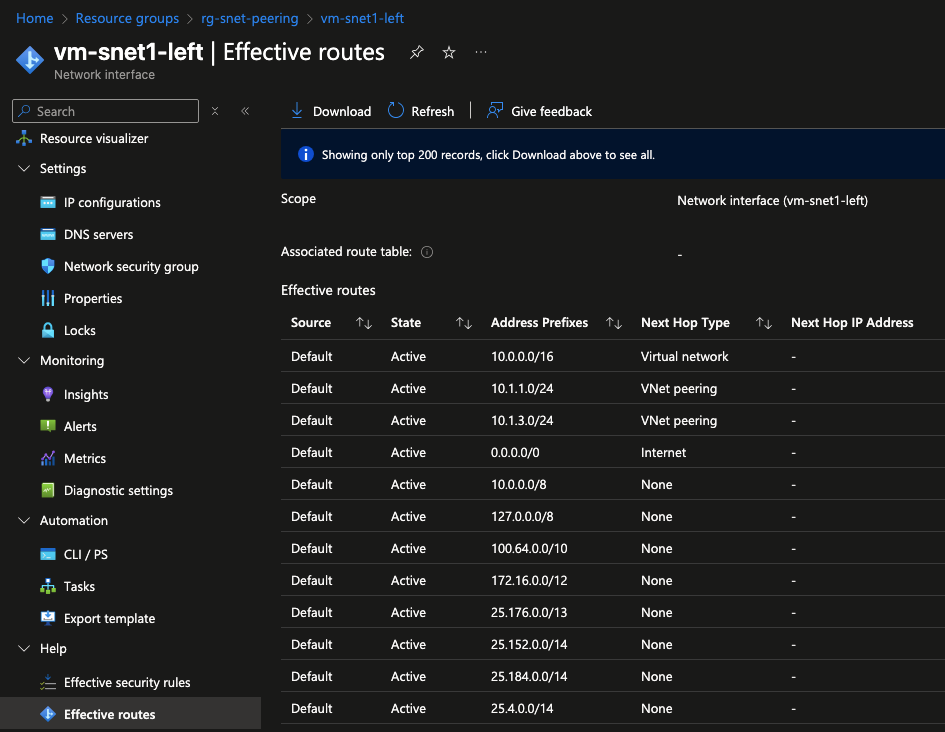 Home > Resource groups > rg-snet-peering > vm-snet1-left
vm-snet1-left | Effective routes ...
Network interface
Search
Resource visualizer
Settings
IP configurations
DNS servers
Network security group
Properties
Locks
Monitoring
Insights
Alerts
Metrics
Diagnostic settings
Automation
CLI / PS
Tasks
Export template
Help
Effective security rules
Effective routes
Download Refresh | Give feedback
Showing only top 200 records, click Download above to see all.
Scope Network interface (vm-snet1-left)
Associated route table: -
Effective routes
Source State Address Prefixes Next Hop Type Next Hop IP Address
Default Active 10.0.0.0/16 Virtual network -
Default Active 10.1.1.0/24 VNet peering -
Default Active 10.1.3.0/24 VNet peering -
Default Active 0.0.0.0/0 Internet -
Default Active 10.0.0.0/8 None -
Default Active 127.0.0.0/8 None -
Default Active 100.64.0.0/10 None -
Default Active 172.16.0.0/12 None -
Default Active 25.176.0.0/13 None -
Default Active 25.152.0.0/14 None -
Default Active 25.184.0.0/14 None -
Default Active 25.4.0.0/14 None -